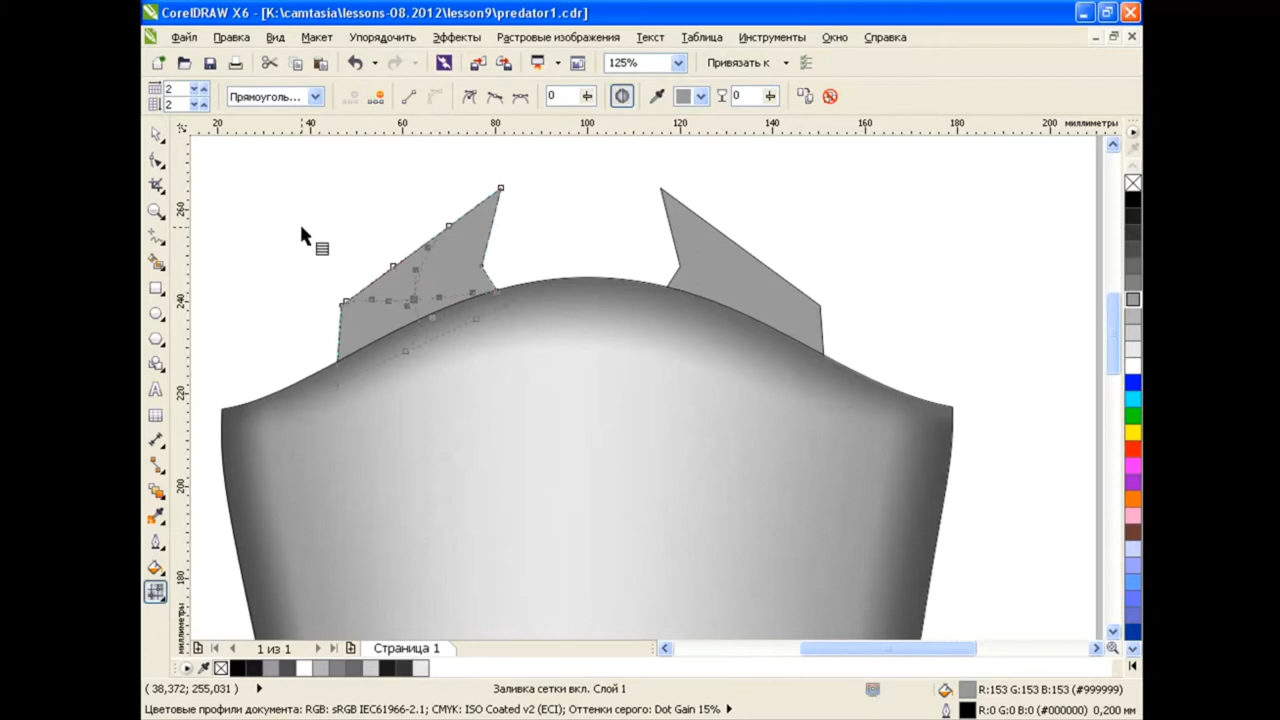 CorelDRAW X6 - [K:\camtasia\lessons-08.2012\lesson9\predator1.cdr]
Файл Правка Вид Макет Упорядочить Эффекты Растровые изображения Текст Таблица Инструменты Окно Справка
125% Привязать к
2
2
Прямоуголь... 0 0
20 40 60 80 100 120 140 160 180 200 миллиметры
260
240
220
200
180
миллиметры
1 из 1 Страница 1
( 38,372; 255,031 ) Заливка сетки вкл. Слой 1 R:153 G:153 B:153 (#999999)
Цветовые профили документа: RGB: sRGB IEC61966-2.1; CMYK: ISO Coated v2 (ECI); Оттенки серого: Dot Gain 15% R:0 G:0 B:0 (#000000) 0,200 мм